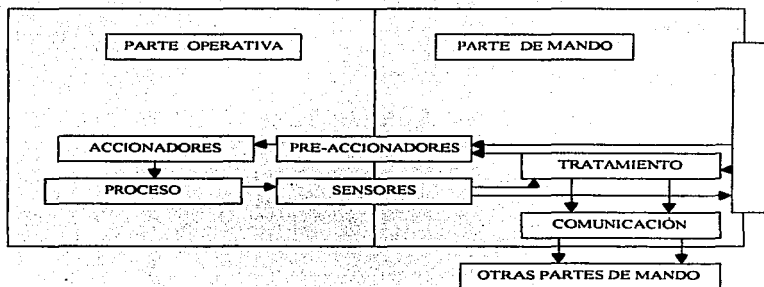 PARTE OPERATIVA
PARTE DE MANDO
ACCIONADORES
PRE-ACCIONADORES
TRATAMIENTO
PROCESO
SENSORES
COMUNICACIÓN
OTRAS PARTES DE MANDO